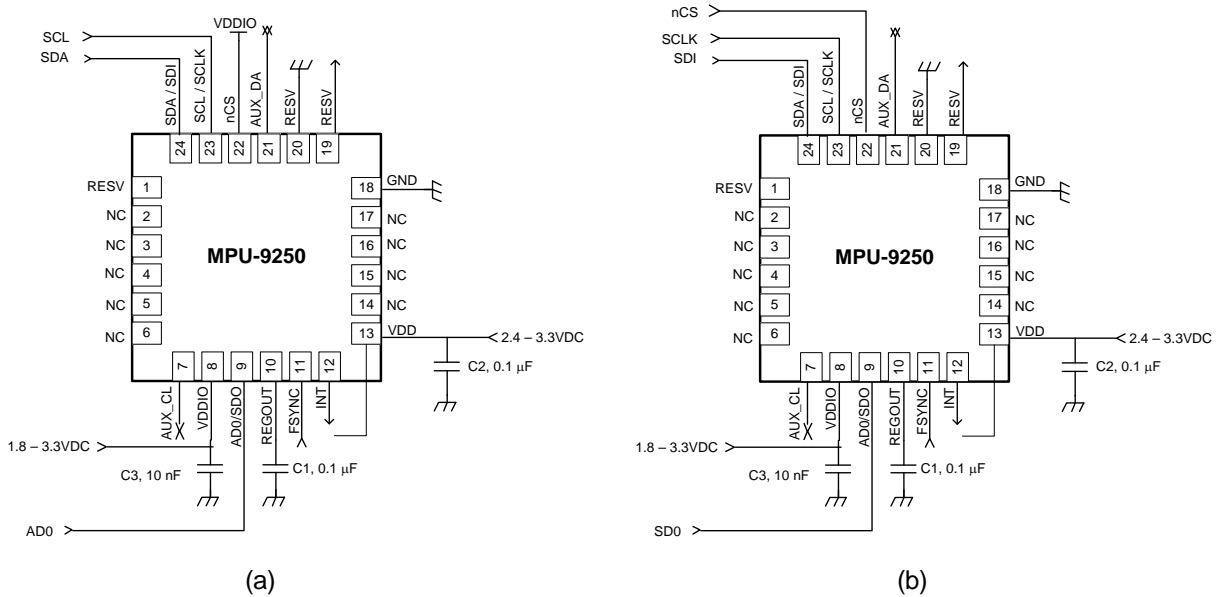 nCS
SCL
VDDIO
SCLK
SDA
SDI
SDA / SDI
SCL / SCLK
nCS
AUX_DA
RESV
RESV
SDA / SDI
SCL / SCLK
nCS
AUX_DA
RESV
RESV
24 23 22 21 20 19
24 23 22 21 20 19
RESV 1 18 GND
RESV 1 18 GND
NC 2 17 NC
NC 2 17 NC
NC 3 16 NC
NC 3 16 NC
MPU-9250
MPU-9250
NC 4 15 NC
NC 4 15 NC
NC 5 14 NC
NC 5 14 NC
NC 6 13 VDD 2.4 – 3.3VDC
NC 6 13 VDD 2.4 – 3.3VDC
7 8 9 10 11 12
7 8 9 10 11 12
C2, 0.1 µF
C2, 0.1 µF
AUX_CL
VDDIO
AD0/SDO
REGOUT
FSYNC
INT
AUX_CL
VDDIO
AD0/SDO
REGOUT
FSYNC
INT
1.8 – 3.3VDC
1.8 – 3.3VDC
C3, 10 nF C1, 0.1 µF
C3, 10 nF C1, 0.1 µF
AD0
SD0
(a)
(b)